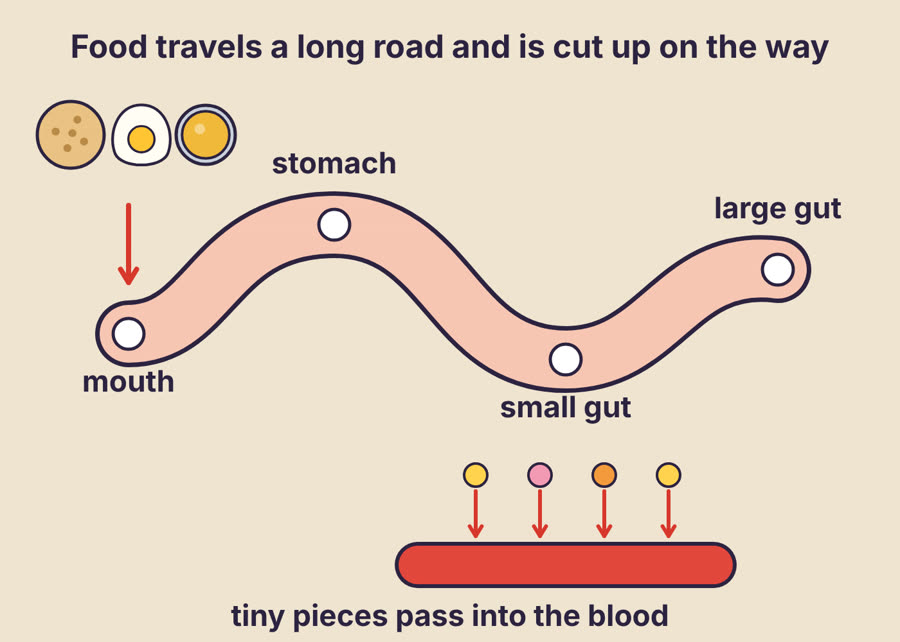 Food travels a long road and is cut up on the way
stomach
large gut
mouth
small gut
tiny pieces pass into the blood